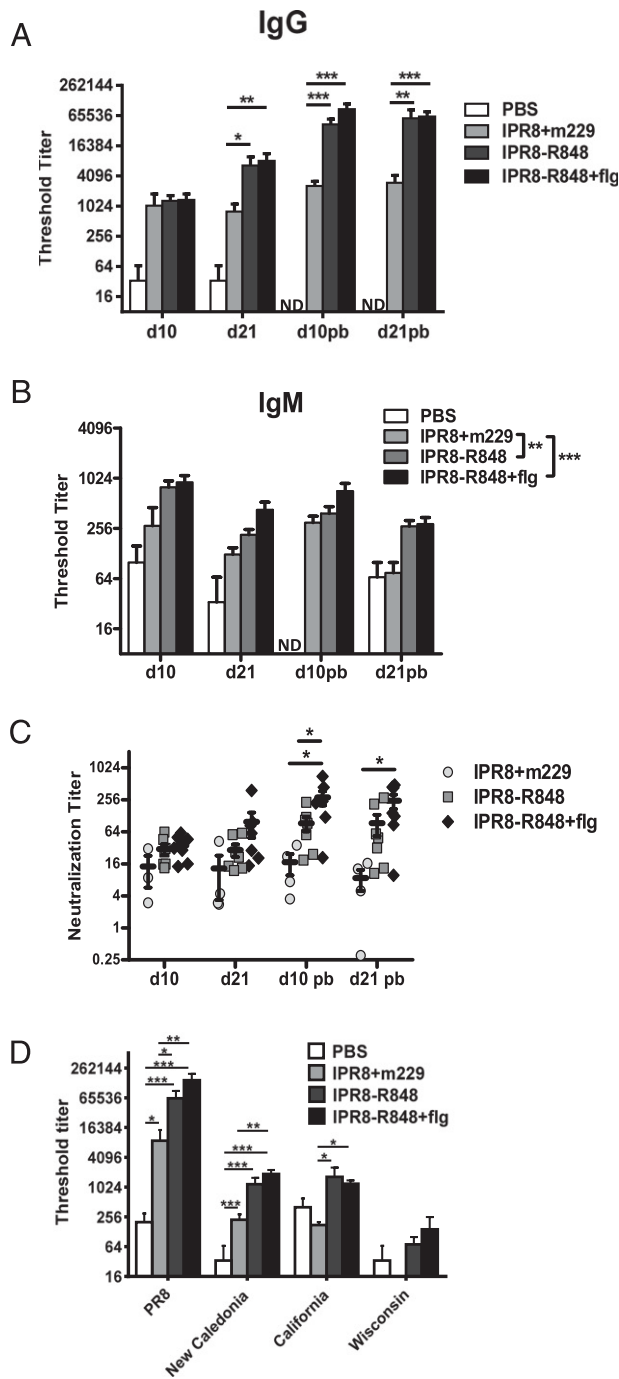 A
IgG
262144
65536
16384
4096
1024
256
64
16
Threshold Titer
** 
*
***
***
***
**
ND
ND
d10
d21
d10pb
d21pb
PBS
IPR8+m229
IPR8-R848
IPR8-R848+flg
B
IgM
4096
1024
256
64
16
Threshold Titer
ND
d10
d21
d10pb
d21pb
PBS
IPR8+m229
IPR8-R848
IPR8-R848+flg
**
***
C
1024
256
64
16
4
1
0.25
Neutralization Titer
*
*
*
d10
d21
d10 pb
d21 pb
IPR8+m229
IPR8-R848
IPR8-R848+flg
D
262144
65536
16384
4096
1024
256
64
16
Threshold titer
**
*
***
***
*
**
***
***
***
*
*
PR8
New Caledonia
California
Wisconsin
PBS
IPR8+m229
IPR8-R848
IPR8-R848+flg